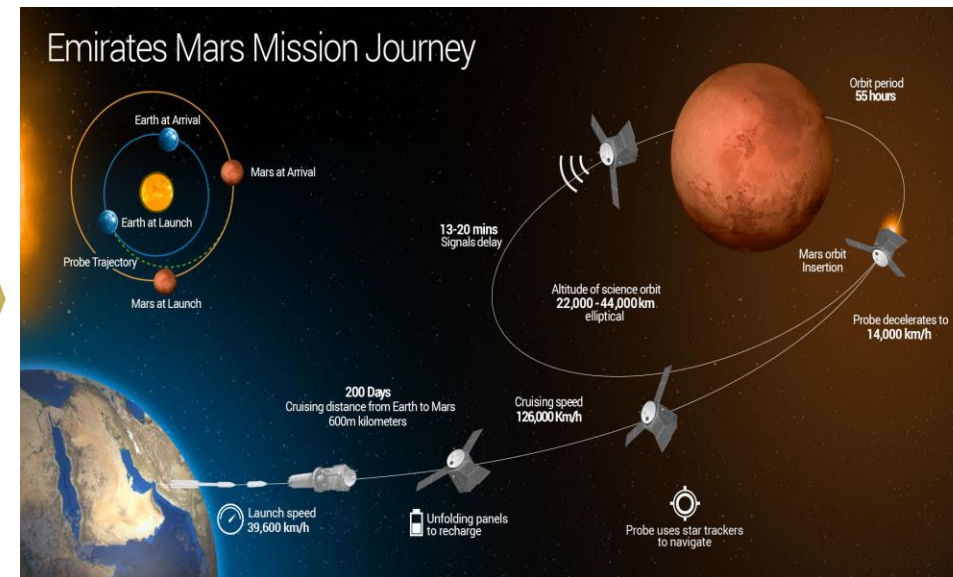 Emirates Mars Mission Journey
Earth at Arrival
Mars at Arrival
Earth at Launch
Probe Trajectory
Mars at Launch
Orbit period
55 hours
13-20 mins
Signals delay
Mars orbit
Insertion
Altitude of science orbit
22,000 - 44,000 km
elliptical
Probe decelerates to
14,000 km/h
200 Days
Cruising distance from Earth to Mars
600m kilometers
Cruising speed
126,000 Km/h
Launch speed
39,600 km/h
Unfolding panels
to recharge
Probe uses star trackers
to navigate